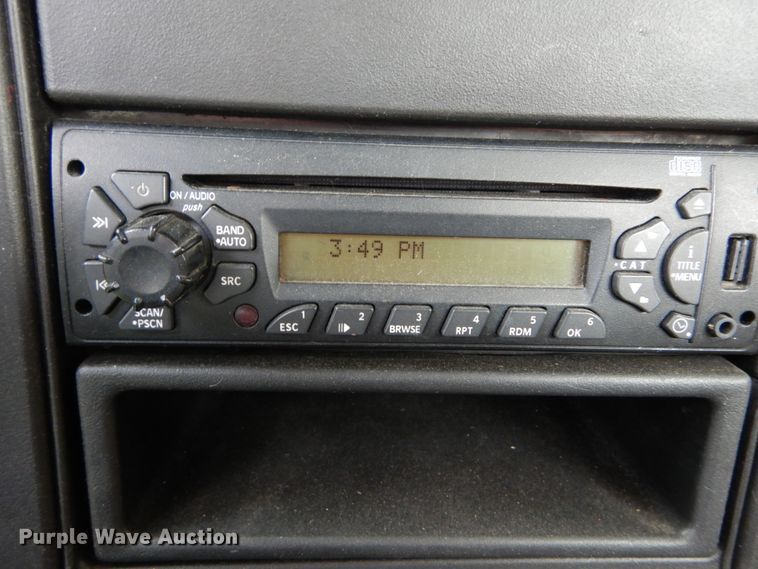 disc
ON / AUDIO
push
BAND
•AUTO
3:49 PM
i
TITLE
•MENU
•CAT
SRC
SCAN/
•PSCN
1
ESC
2
3
BRWSE
4
RPT
5
RDM
6
OK
Purple Wave Auction